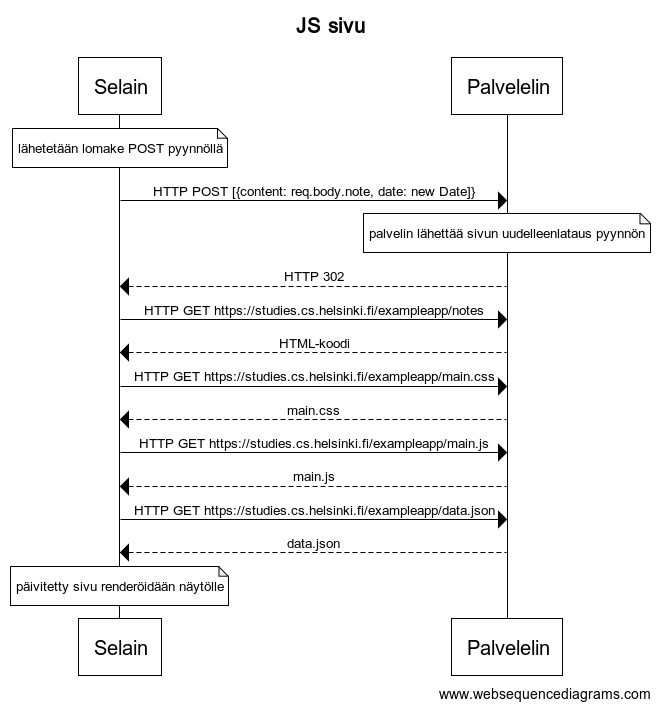 JS sivu
Selain
Palvelelin
lähetetään lomake POST pyynnöllä
HTTP POST [{content: req.body.note, date: new Date]}
palvelin lähettää sivun uudelleenlataus pyynnön
HTTP 302
HTTP GET https://studies.cs.helsinki.fi/exampleapp/notes
HTML-koodi
HTTP GET https://studies.cs.helsinki.fi/exampleapp/main.css
main.css
HTTP GET https://studies.cs.helsinki.fi/exampleapp/main.js
main.js
HTTP GET https://studies.cs.helsinki.fi/exampleapp/data.json
data.json
päivitetty sivu renderöidään näytölle
Selain
Palvelelin
www.websequencediagrams.com